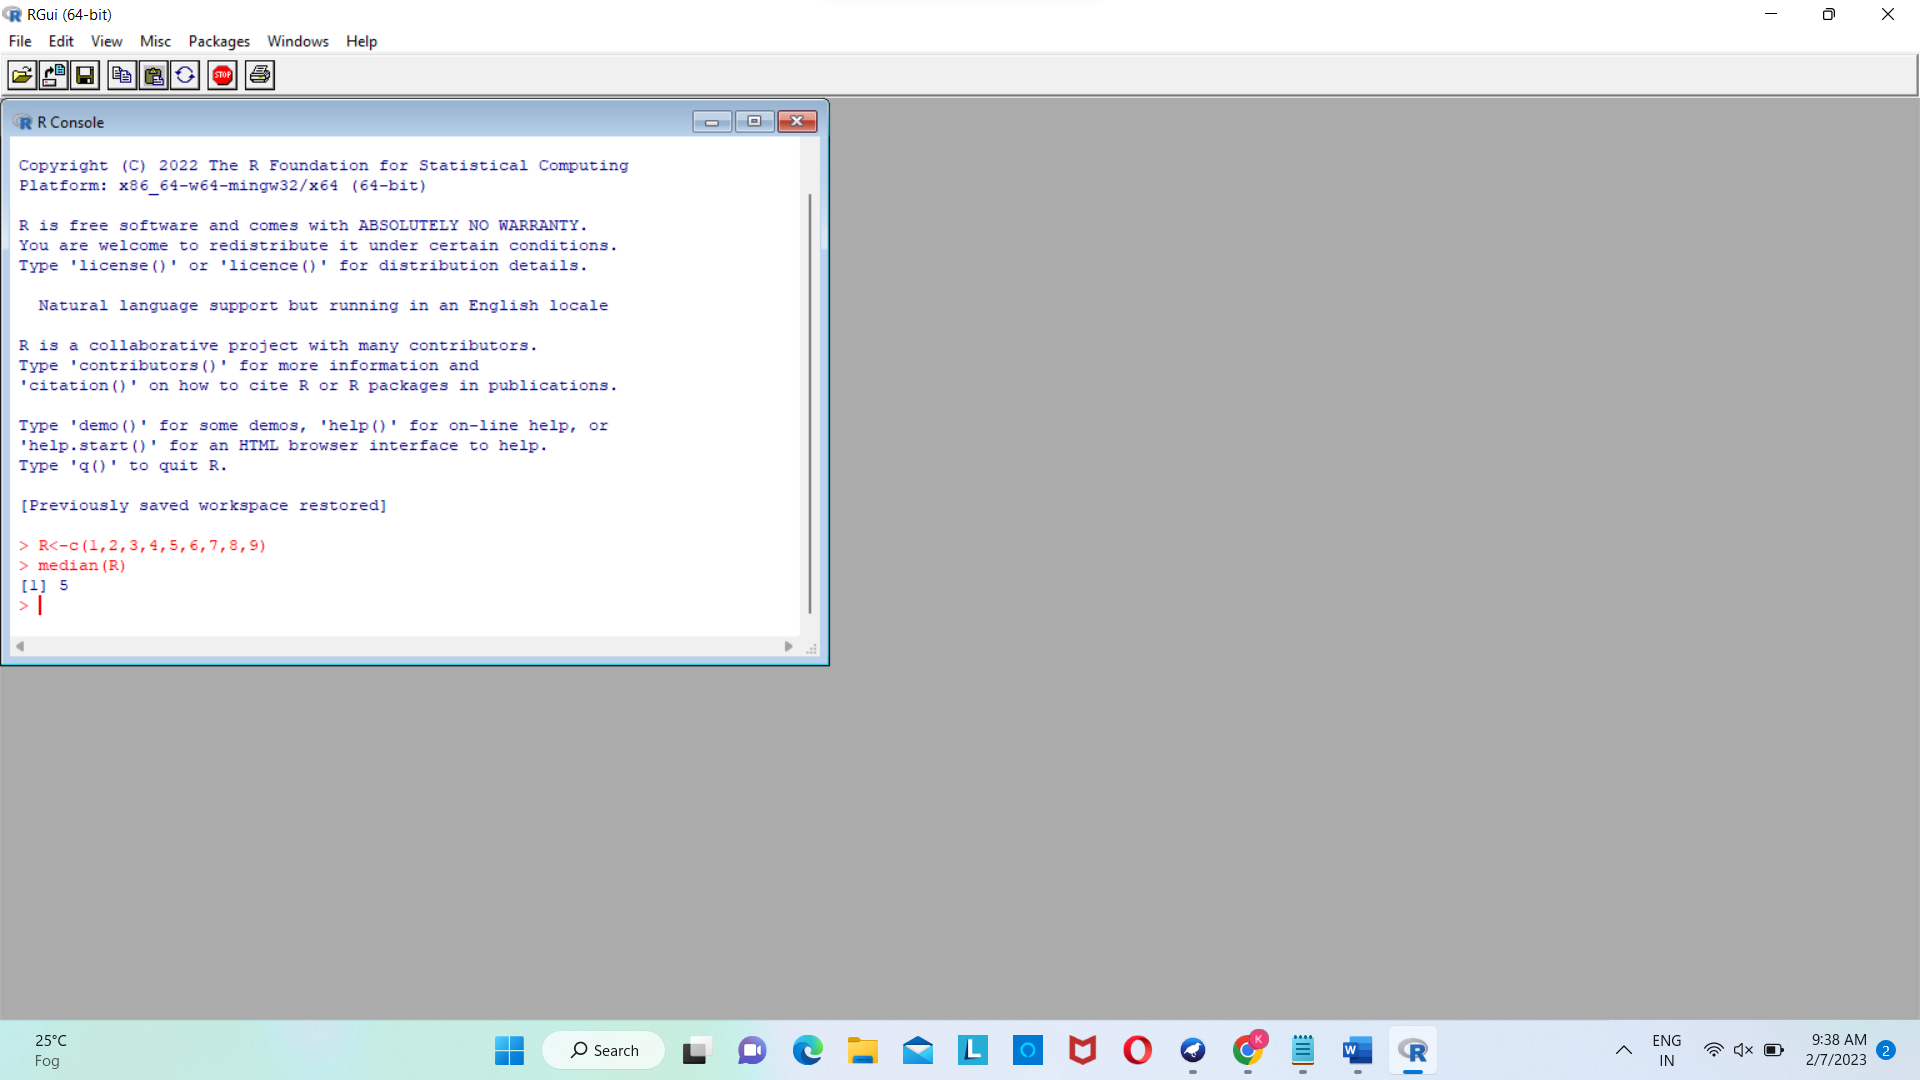 RGui (64-bit)
File Edit View Misc Packages Windows Help
STOP
R Console
Copyright (C) 2022 The R Foundation for Statistical Computing
Platform: x86_64-w64-mingw32/x64 (64-bit)
R is free software and comes with ABSOLUTELY NO WARRANTY.
You are welcome to redistribute it under certain conditions.
Type 'license()' or 'licence()' for distribution details.
Natural language support but running in an English locale
R is a collaborative project with many contributors.
Type 'contributors()' for more information and
'citation()' on how to cite R or R packages in publications.
Type 'demo()' for some demos, 'help()' for on-line help, or
'help.start()' for an HTML browser interface to help.
Type 'q()' to quit R.
[Previously saved workspace restored]
> R<-c(1,2,3,4,5,6,7,8,9)
> median(R)
[1] 5
>
25°C
Fog
Search
L
K
W
R
ENG
IN
9:38 AM
2/7/2023
2